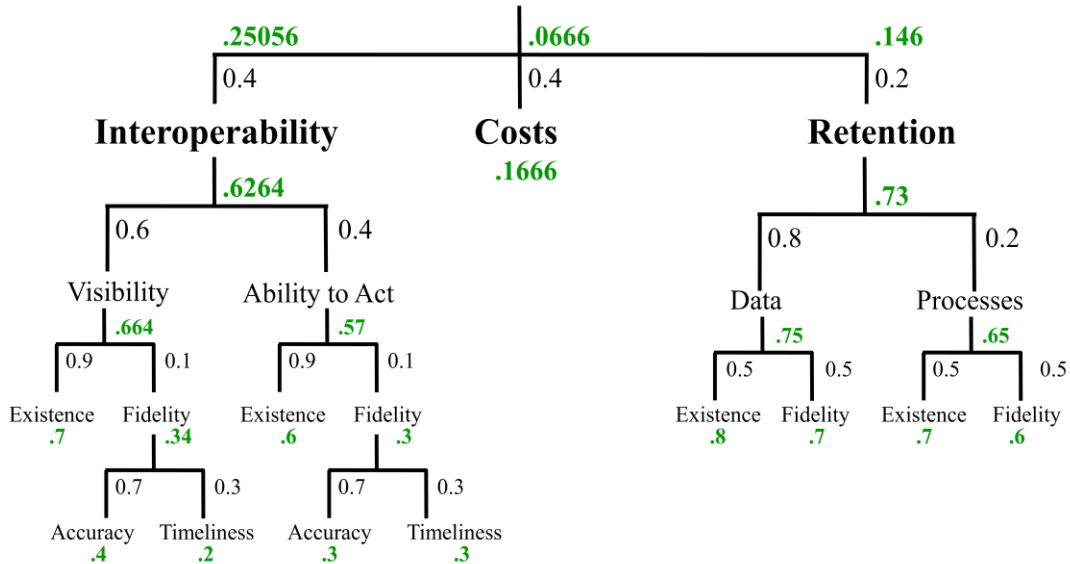 .25056 .0666 .146
0.4 0.4 0.2
Interoperability Costs Retention
.1666
.6264 .73
0.6 0.4 0.8 0.2
Visibility Ability to Act Data Processes
.664 .57 .75 .65
0.9 0.1 0.9 0.1 0.5 0.5 0.5 0.5
Existence Fidelity Existence Fidelity Existence Fidelity Existence Fidelity
.7 .34 .6 .3 .8 .7 .7 .6
0.7 0.3 0.7 0.3
Accuracy Timeliness Accuracy Timeliness
.4 .2 .3 .3